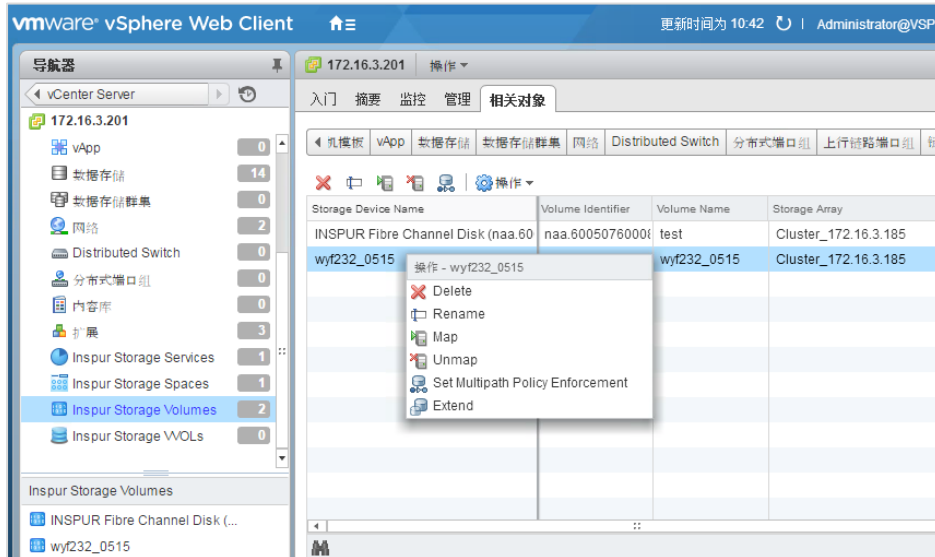 vmware® vSphere Web Client
更新时间为 10:42 | Administrator@VSP
导航器
vCenter Server
172.16.3.201
vApp 0
数据存储 14
数据存储群集 0
网络 2
Distributed Switch 0
分布式端口组 0
内容库 0
扩展 3
Inspur Storage Services 1
Inspur Storage Spaces 1
Inspur Storage Volumes 2
Inspur Storage VVOLs 0
Inspur Storage Volumes
INSPUR Fibre Channel Disk (...
wyf232_0515
172.16.3.201 操作
入门 摘要 监控 管理 相关对象
机模板 vApp 数据存储 数据存储群集 网络 Distributed Switch 分布式端口组 上行链路端口组
操作
Storage Device Name Volume Identifier Volume Name Storage Array
INSPUR Fibre Channel Disk (naa.60 naa.60050760008 test Cluster_172.16.3.185
wyf232_0515 wyf232_0515 Cluster_172.16.3.185
操作 - wyf232_0515
Delete
Rename
Map
Unmap
Set Multipath Policy Enforcement
Extend